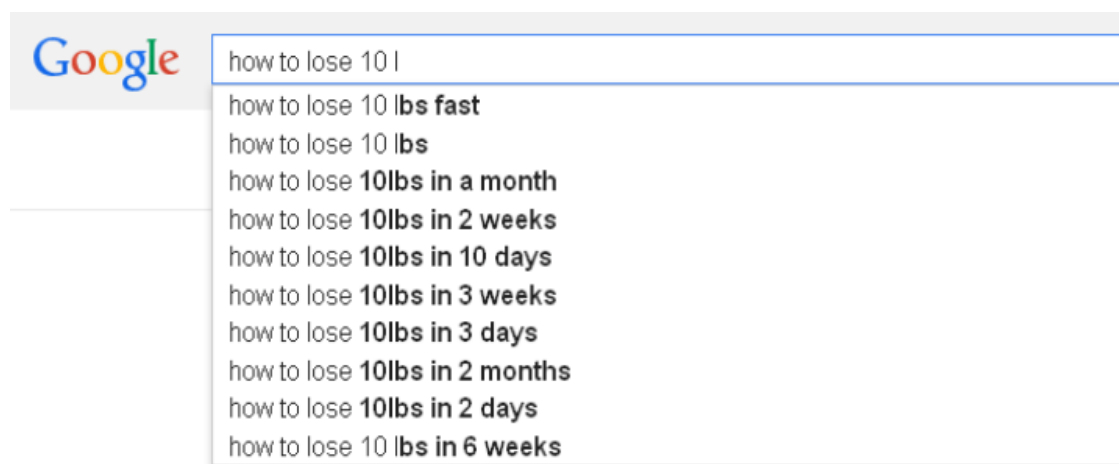 Google
how to lose 10 l
how to lose 10 lbs fast
how to lose 10 lbs
how to lose 10lbs in a month
how to lose 10lbs in 2 weeks
how to lose 10lbs in 10 days
how to lose 10lbs in 3 weeks
how to lose 10lbs in 3 days
how to lose 10lbs in 2 months
how to lose 10lbs in 2 days
how to lose 10 lbs in 6 weeks